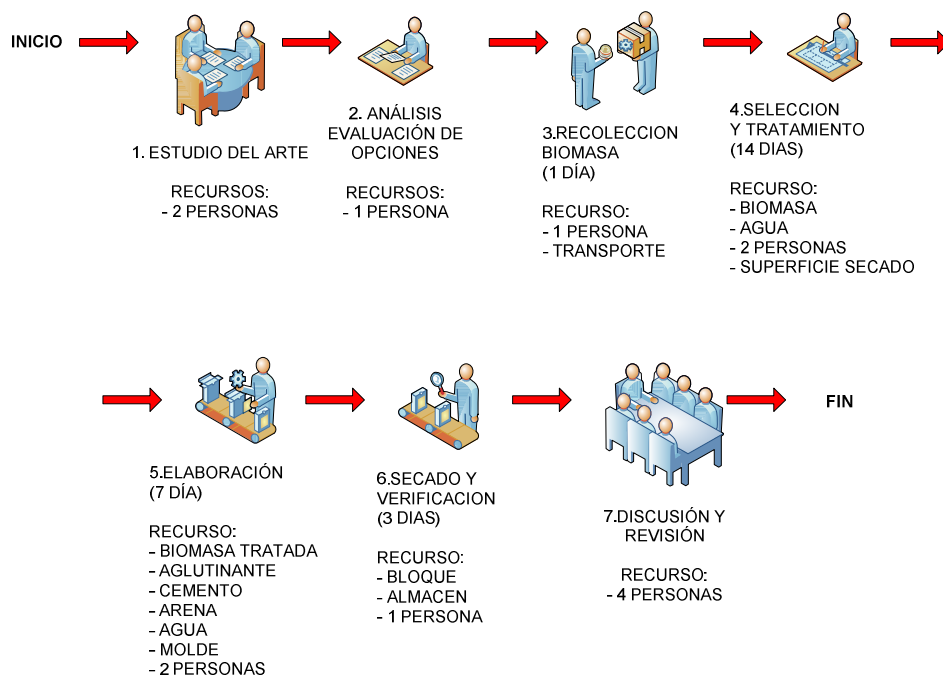 INICIO
1. ESTUDIO DEL ARTE
RECURSOS:
- 2 PERSONAS
2. ANÁLISIS
EVALUACIÓN DE
OPCIONES
RECURSOS:
- 1 PERSONA
3.RECOLECCION
BIOMASA
(1 DÍA)
RECURSO:
- 1 PERSONA
- TRANSPORTE
4.SELECCION
Y TRATAMIENTO
(14 DIAS)
RECURSO:
- BIOMASA
- AGUA
- 2 PERSONAS
- SUPERFICIE SECADO
5.ELABORACIÓN
(7 DÍA)
RECURSO:
- BIOMASA TRATADA
- AGLUTINANTE
- CEMENTO
- ARENA
- AGUA
- MOLDE
- 2 PERSONAS
6.SECADO Y
VERIFICACION
(3 DIAS)
RECURSO:
- BLOQUE
- ALMACEN
- 1 PERSONA
7.DISCUSIÓN Y
REVISIÓN
RECURSO:
- 4 PERSONAS
FIN